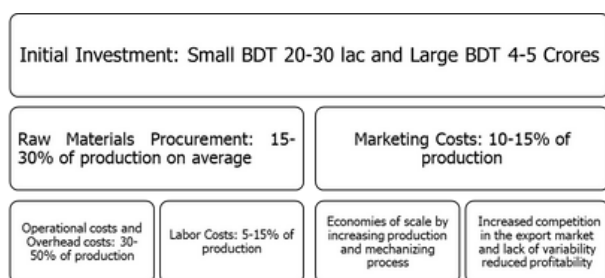 Initial Investment: Small BDT 20-30 lac and Large BDT 4-5 Crores
Raw Materials Procurement: 15-
30% of production on average
Marketing Costs: 10-15% of
production
Operational costs and
Overhead costs: 30-
50% of production
Labor Costs: 5-15% of
production
Economies of scale by
increasing production
and mechanizing
process
Increased competition
in the export market
and lack of variability
reduced profitability